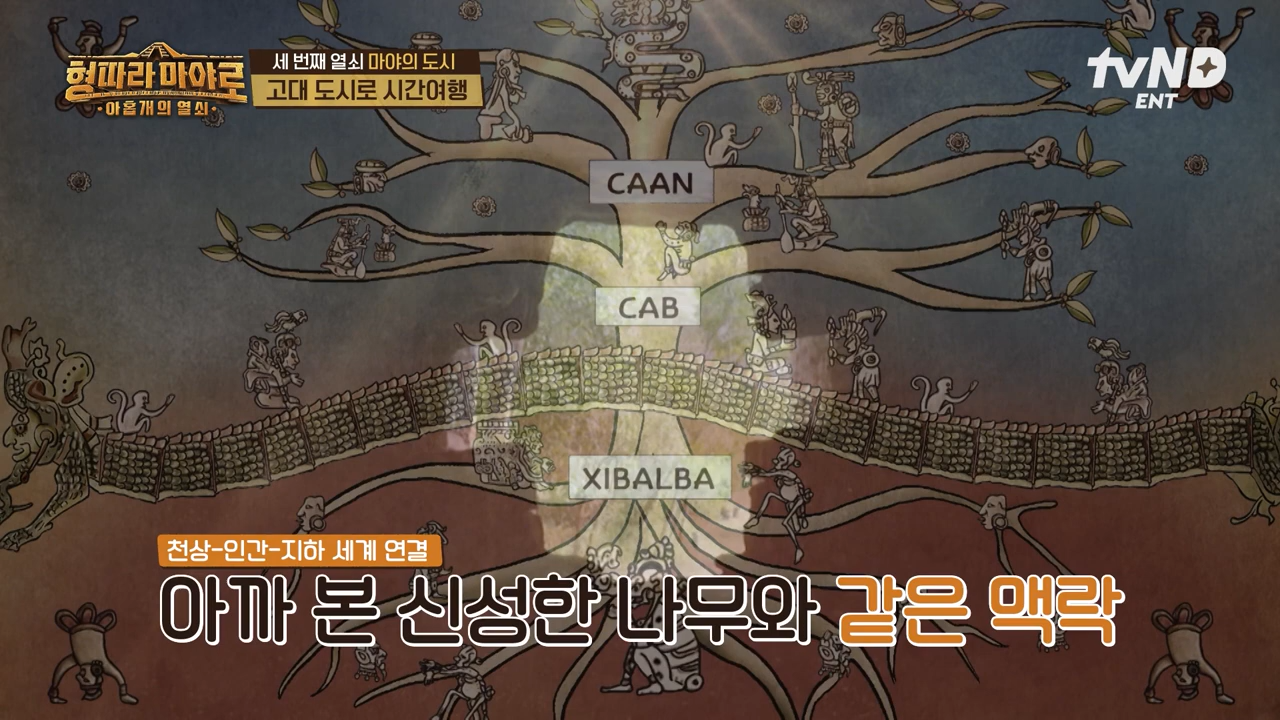 형따라 마야로
·아홉개의 열쇠·
세 번째 열쇠 마야의 도시
고대 도시로 시간여행
tvND
ENT
CAAN
CAB
XIBALBA
천상-인간-지하 세계 연결
아까 본 신성한 나무와 같은 맥락